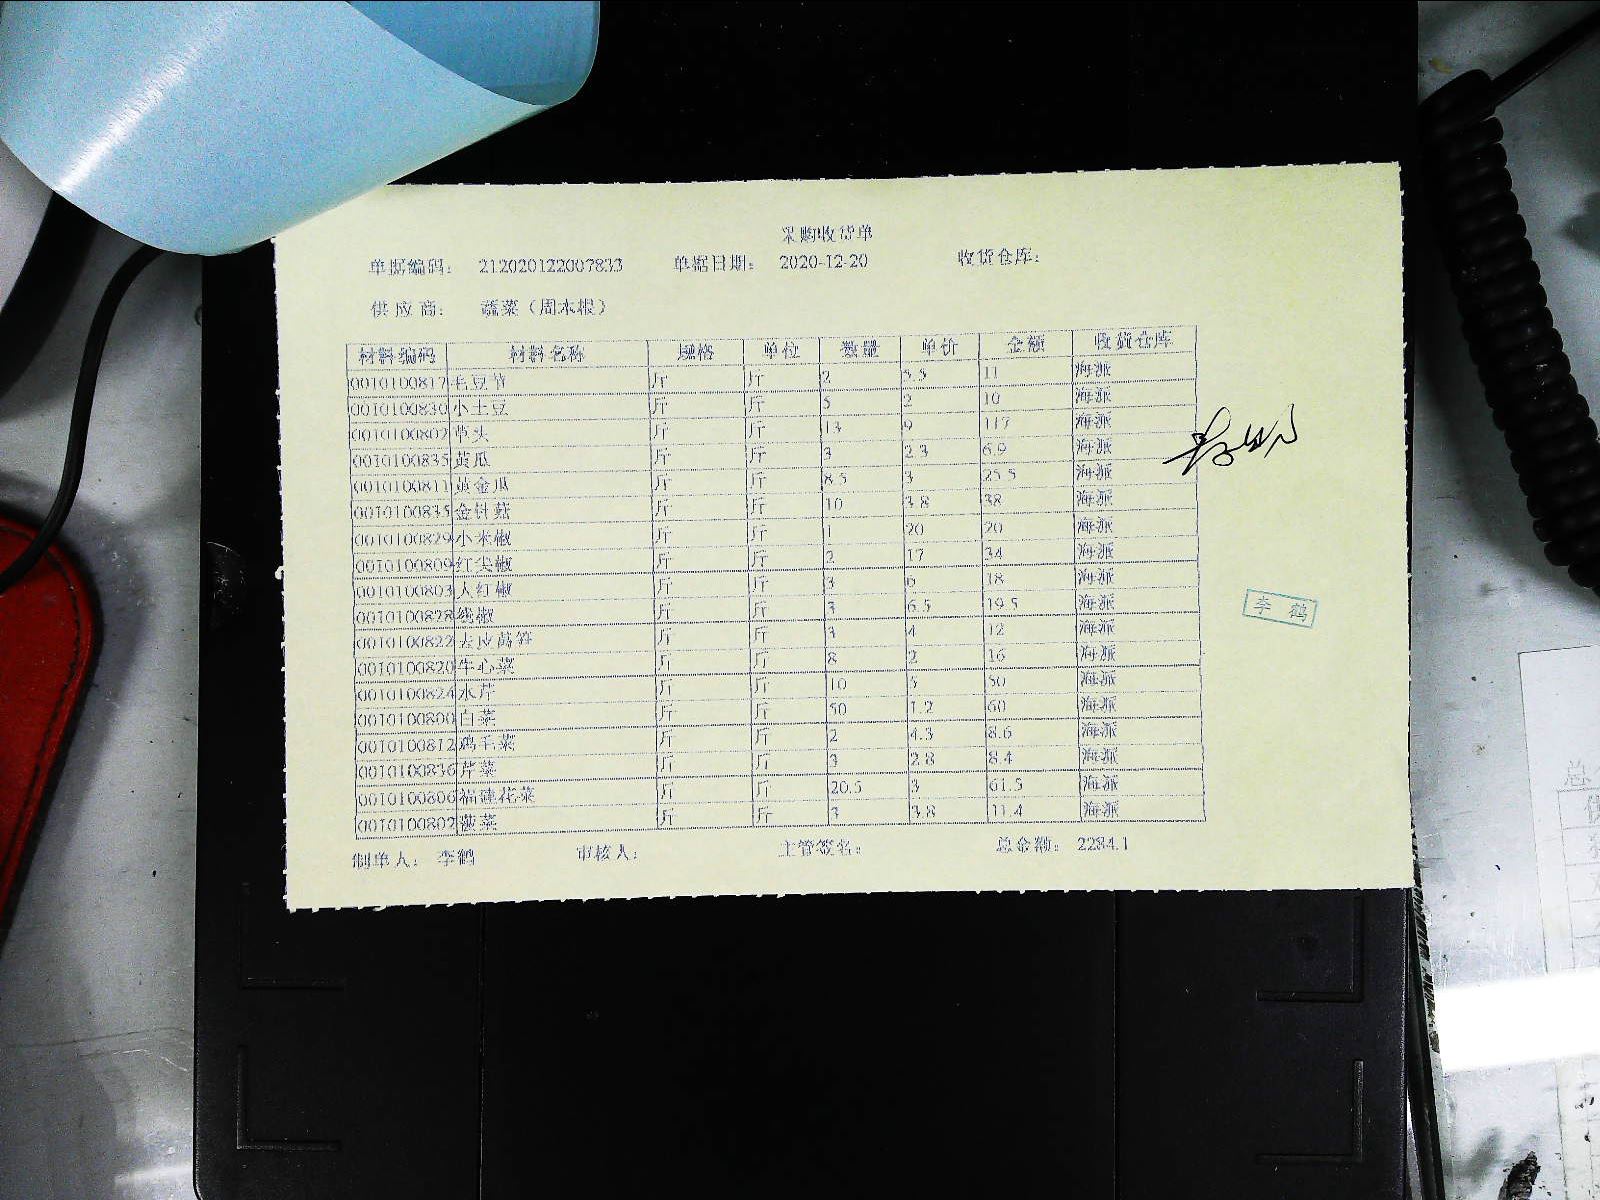 采购收货单
单据编码： 212020122007833 单据日期： 2020-12-20 收货仓库：
供应商： 蔬菜（周木根）
材料编码 材料名称 规格 单位 数量 单价 金额 收货仓库
0010100817 毛豆节 斤 斤 2 5.5 11 海派
0010100830 小土豆 斤 斤 5 2 10 海派
0010100802 斤 斤 13 9 117 海派
0010100835 黄瓜 斤 斤 3 2.3 6.9 海派
0010100811 黄金瓜 斤 斤 8.5 3 25.5 海派
0010100835 金针菇 斤 斤 10 3.8 38 海派
0010100829 小米椒 斤 斤 1 20 20 海派
0010100809 红尖椒 斤 斤 2 17 34 海派
0010100803 大红椒 斤 斤 3 6 18 海派
0010100828 线椒 斤 斤 3 6.5 19.5 海派
0010100822 去皮莴笋 斤 斤 3 4 12 海派
0010100820 牛心菜 斤 斤 8 2 16 海派
0010100824 水芹 斤 斤 10 5 50 海派
0010100800 白菜 斤 斤 50 1.2 60 海派
0010100812 鸡毛菜 斤 斤 2 4.3 8.6 海派
0010100836 芹菜 斤 斤 3 2.8 8.4 海派
0010100806 福建花菜 斤 斤 20.5 3 61.5 海派
0010100802 菠菜 斤 斤 3 3.8 11.4 海派
制单人： 李鹤 审核人： 主管签名： 总金额： 2284.1
李鹤
总